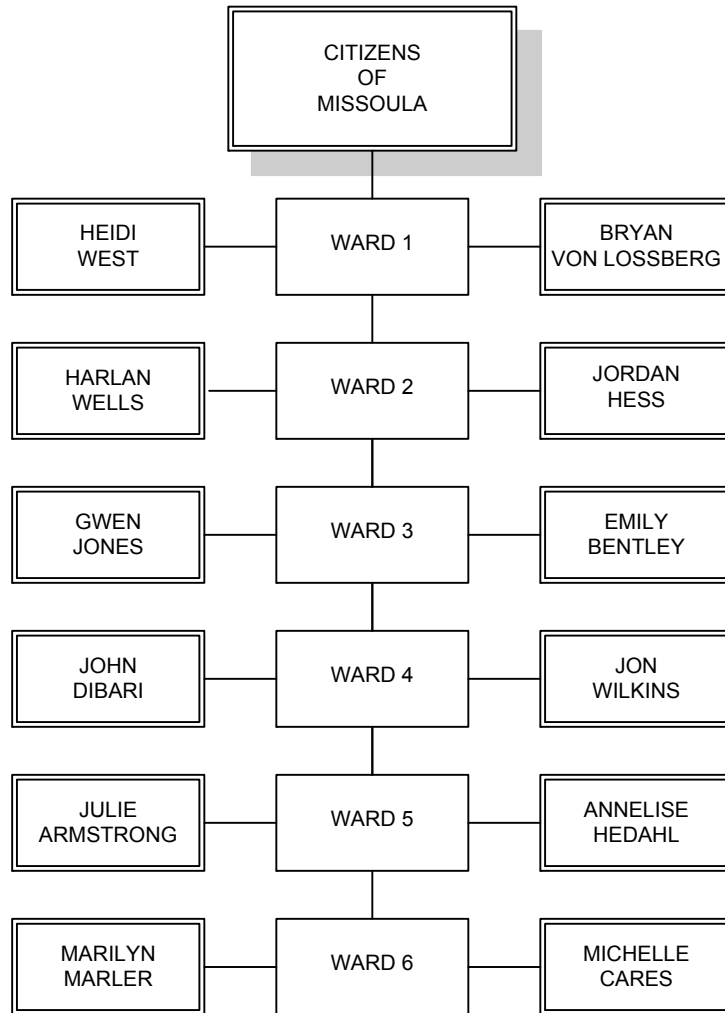 CITIZENS
OF
MISSOULA
HEIDI
WEST
WARD 1
BRYAN
VON LOSSBERG
HARLAN
WELLS
WARD 2
JORDAN
HESS
GWEN
JONES
WARD 3
EMILY
BENTLEY
JOHN
DIBARI
WARD 4
JON
WILKINS
JULIE
ARMSTRONG
WARD 5
ANNELISE
HEDAHL
MARILYN
MARLER
WARD 6
MICHELLE
CARES